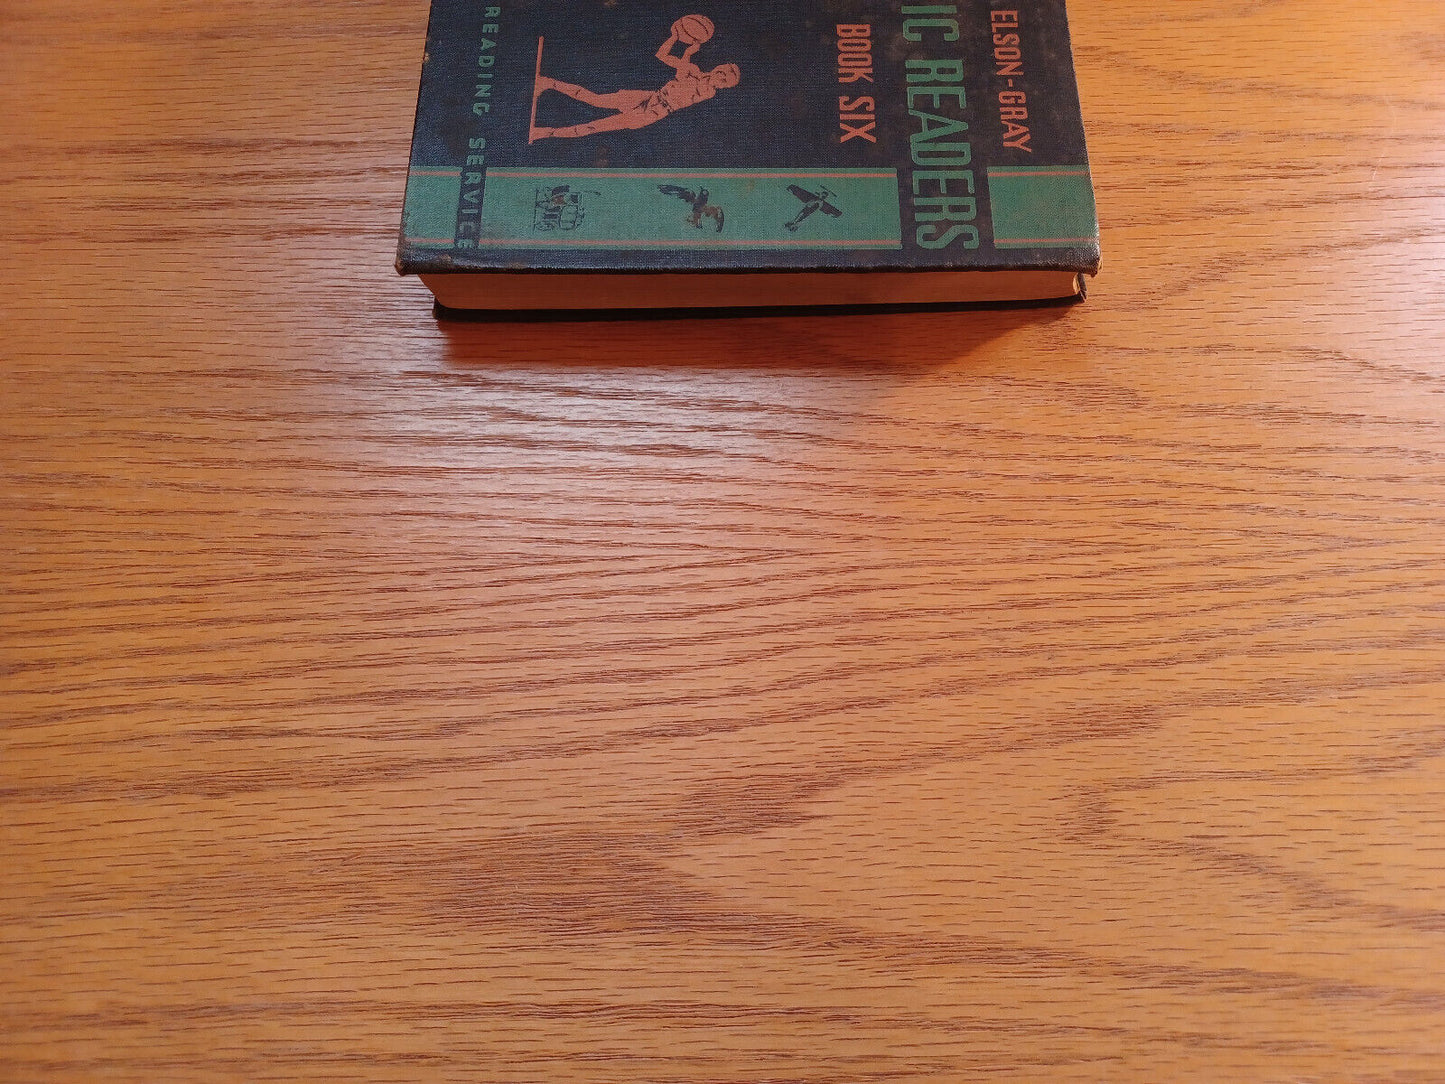 ELSON-GRAY
IC READERS
BOOK SIX
READING SERVICE